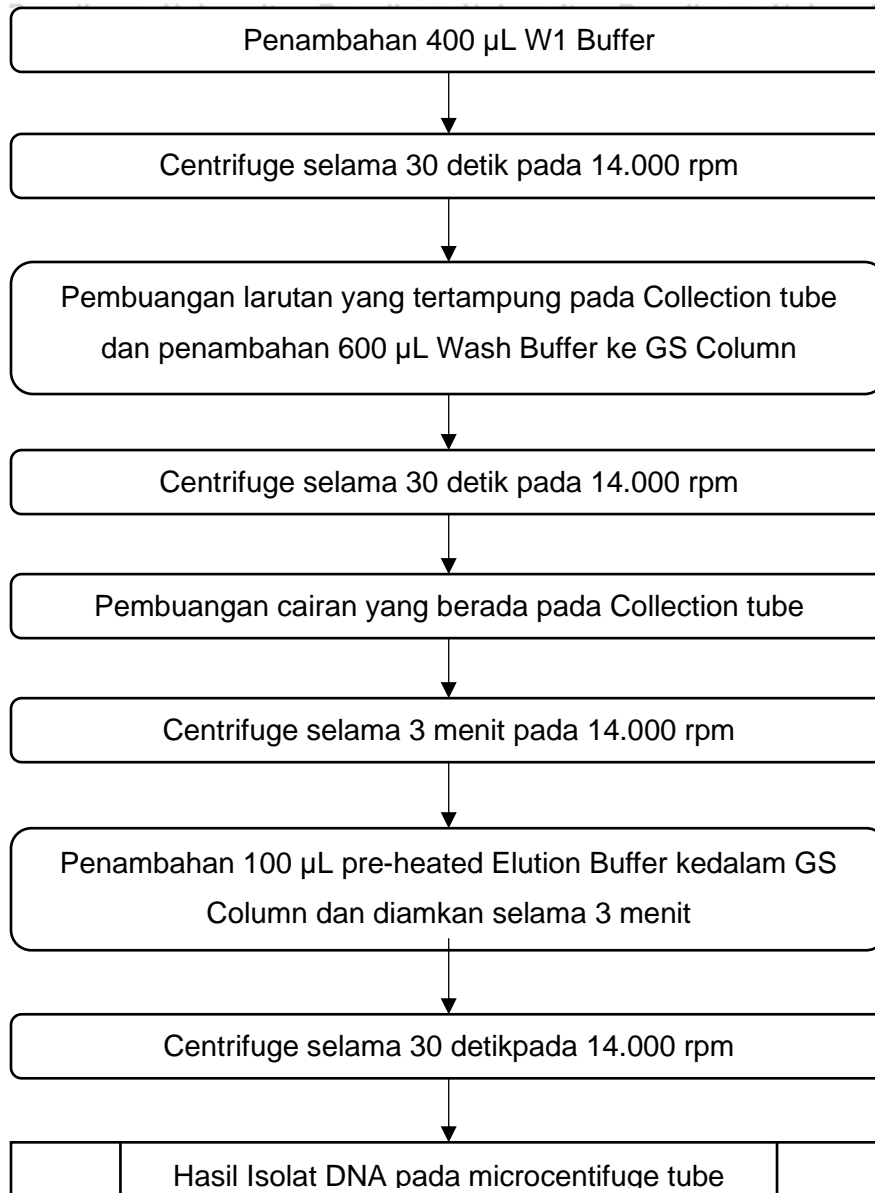 Penambahan 400 µL W1 Buffer
Centrifuge selama 30 detik pada 14.000 rpm
Pembuangan larutan yang tertampung pada Collection tube
dan penambahan 600 µL Wash Buffer ke GS Column
Centrifuge selama 30 detik pada 14.000 rpm
Pembuangan cairan yang berada pada Collection tube
Centrifuge selama 3 menit pada 14.000 rpm
Penambahan 100 µL pre-heated Elution Buffer kedalam GS
Column dan diamkan selama 3 menit
Centrifuge selama 30 detikpada 14.000 rpm
Hasil Isolat DNA pada microcentifuge tube